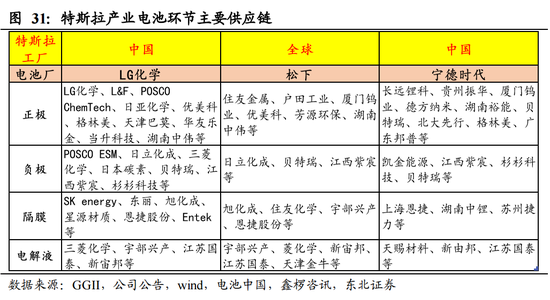 图 31：特斯拉产业电池环节主要供应链
特斯拉
工厂
中国
全球
中国
电池厂
LG化学
松下
宁德时代
正极
LG化学、L&F、POSCO
ChemTech、日亚化学、优美科
、格林美、天津巴莫、华友乐
金、当升科技、湖南中伟等
住友金属、户田工业、厦门钨
业、优美科、芳源环保、湖南
中伟等
长远锂科、贵州振华、厦门钨
业、德方纳米、湖南裕能、贝
特瑞、北大先行、格林美、广
东邦普等
负极
POSCO ESM、日立化成、三菱
化学、日本碳素、贝特瑞、江
西紫宸、杉杉科技等
日立化成、贝特瑞、江西紫宸
等
凯金能源、江西紫宸、杉杉科
技、贝特瑞等
隔膜
SK energy、东丽、旭化成、
星源材质、恩捷股份、Entek
等
旭化成、住友化学、宇部兴产
、恩捷股份等
上海恩捷、湖南中锂、苏州捷
力等
电解液
三菱化学、宇部兴产、江苏国
泰、新宙邦等
宇部兴产、菱化学、新宙邦、
江苏国泰、天津金牛等
天赐材料、新由邦、江苏国泰
等
数据来源：GGII，公司公告，wind，电池中国，鑫椤咨讯，东北证券